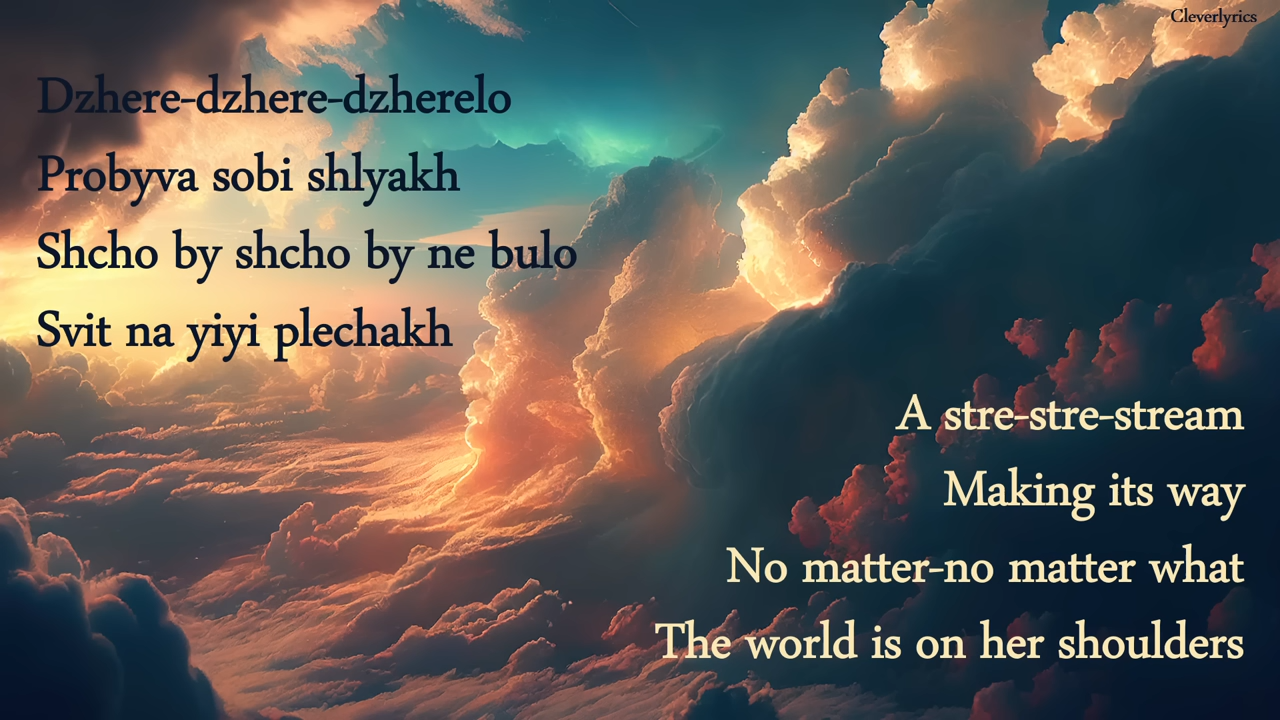 Cleverlyrics
Dzhere-dzhere-dzherelo
Probyva sobi shlyakh
Shcho by shcho by ne bulo
Svit na yiyi plechakh
A stre-stre-stream
Making its way
No matter-no matter what
The world is on her shoulders